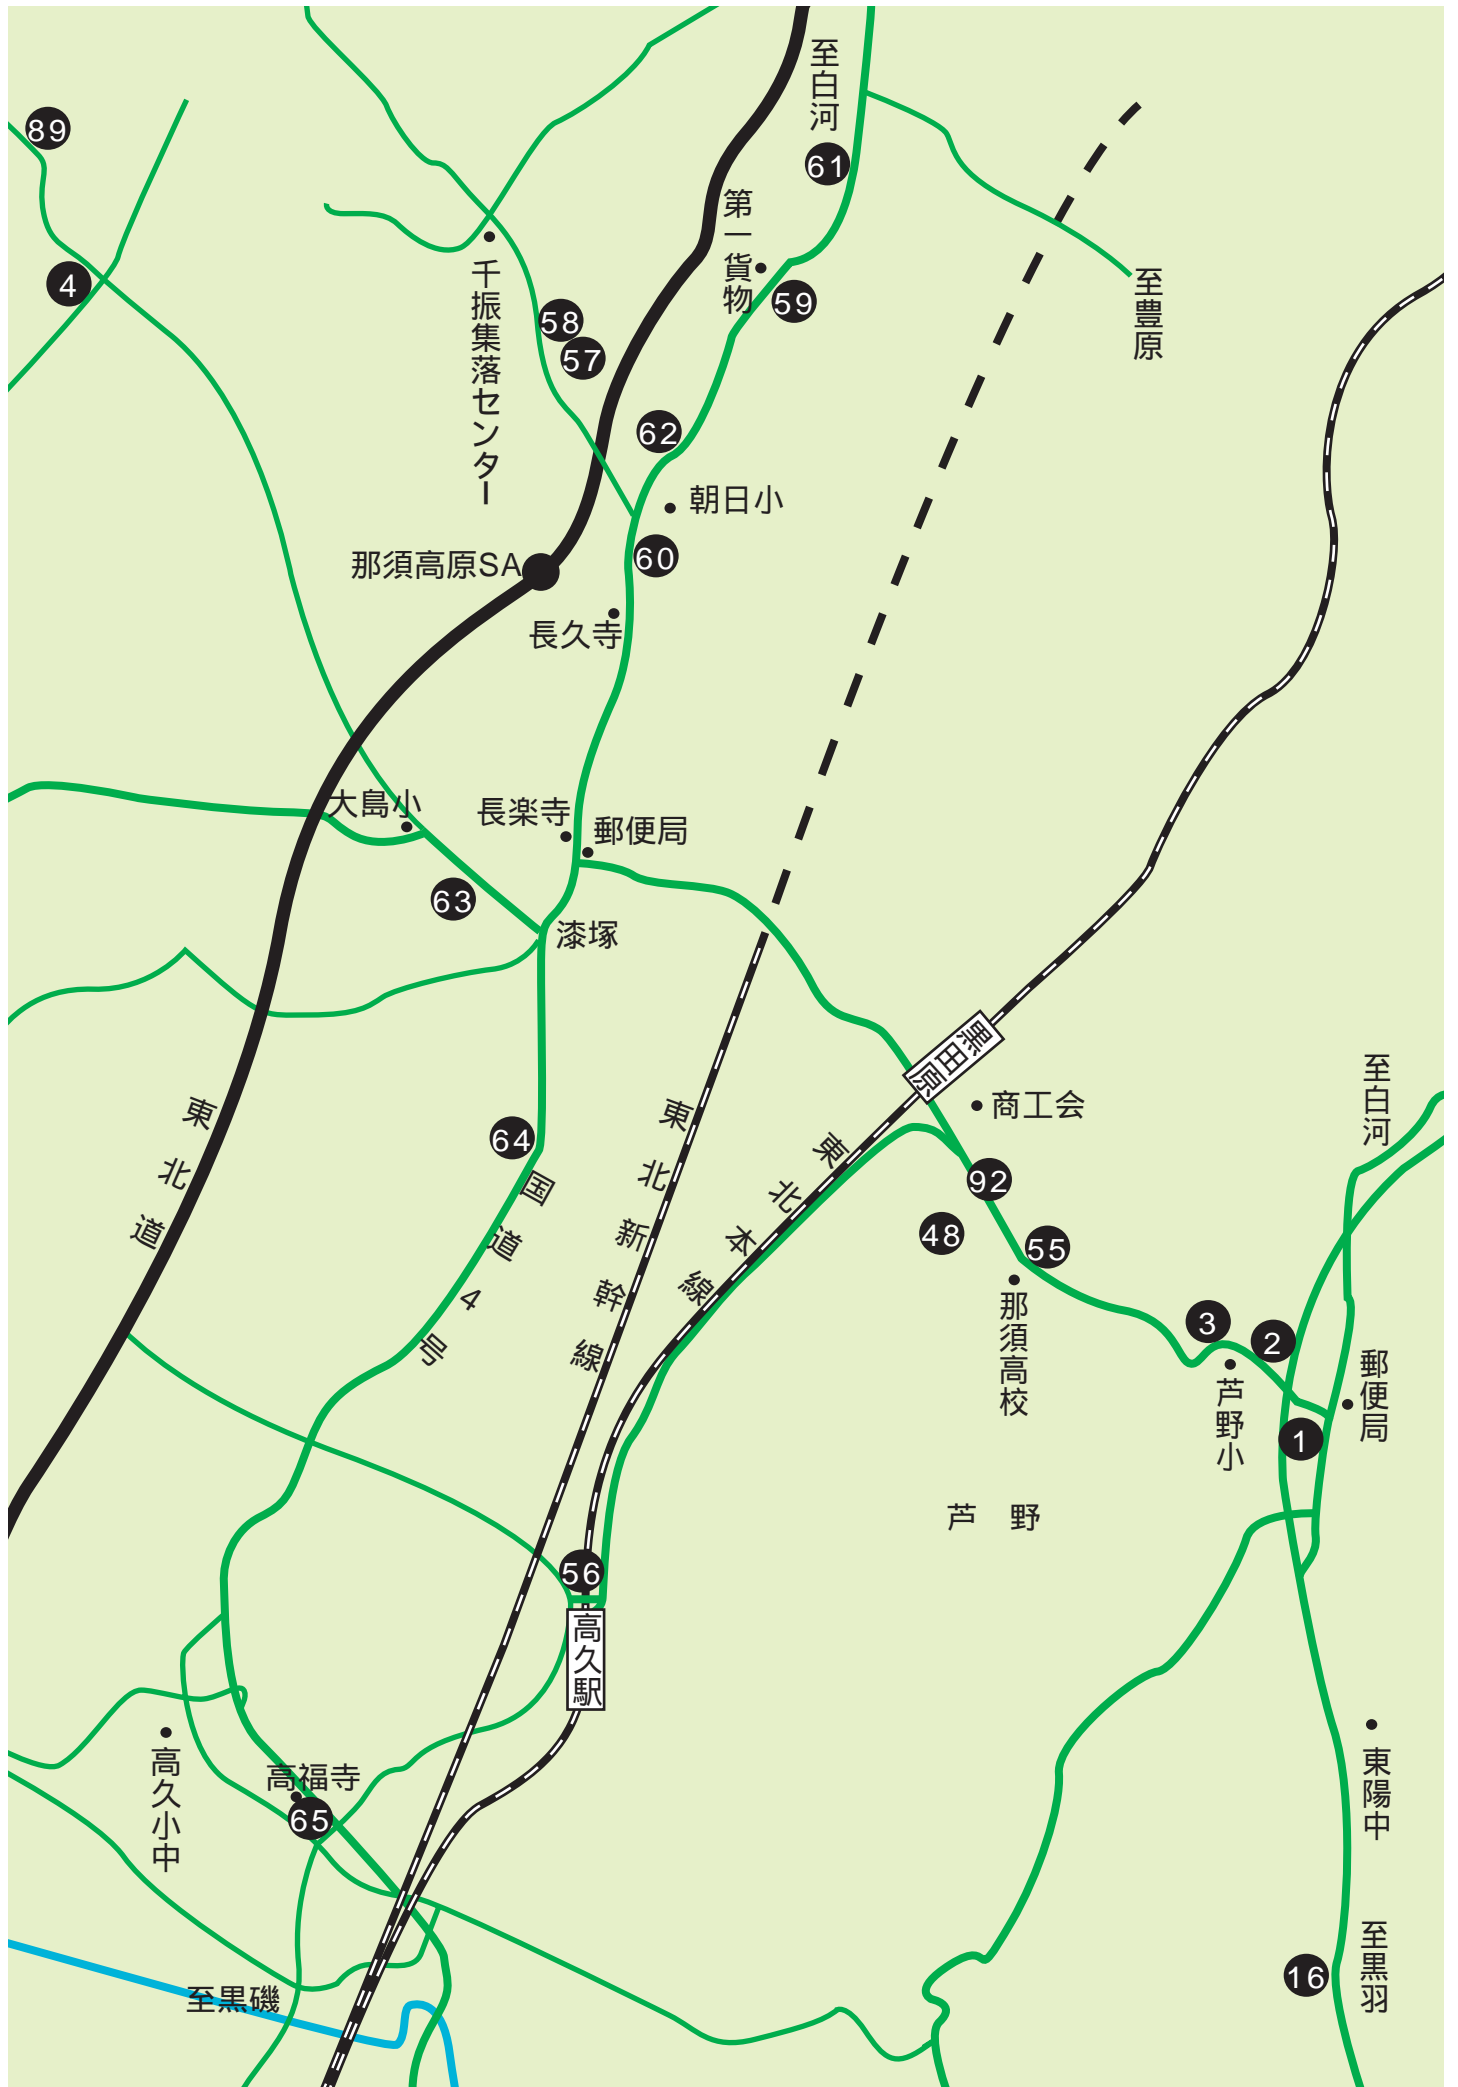 至白河
89
61
第一貨物
4
千振集落センター
59
至豊原
58
57
62
朝日小
那須高原SA
60
長久寺
大島小
長楽寺
郵便局
63
漆塚
黒田原
商工会
至白河
東北道
64
国道4号
東北新幹線
東北本線
92
48
55
那須高校
3
2
芦野小
郵便局
1
芦野
56
高久駅
高久小中
高福寺
65
東陽中
至黒羽
16
至黒磯